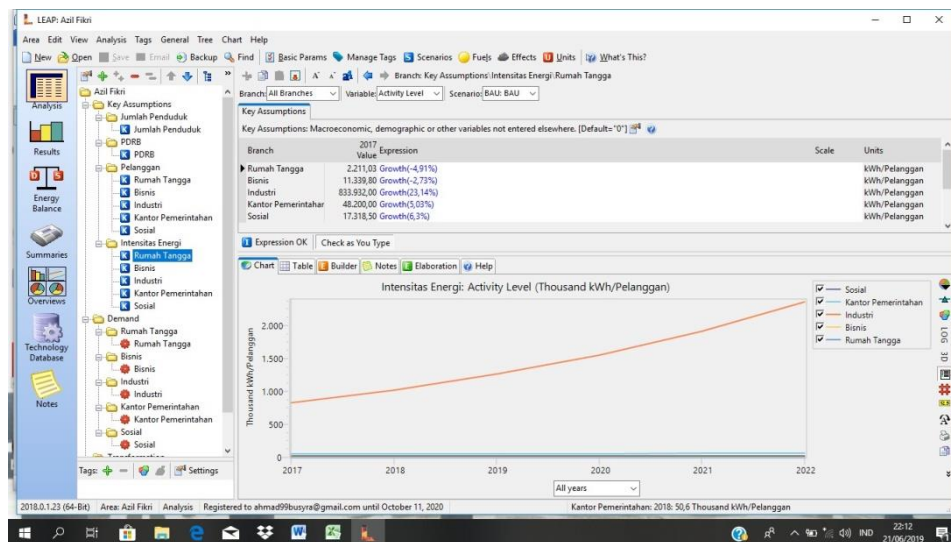 LEAP: Azil Fikri
Area Edit View Analysis Tags General Tree Chart Help
New Open Save Email Backup Find Basic Params Manage Tags Scenarios Fuels Effects Units What's This?
Branch: Key Assumptions\Intensitas Energi\Rumah Tangga
Branch: All Branches Variable: Activity Level Scenario: BAU: BAU
Analysis
Results
Energy Balance
Summaries
Overviews
Technology Database
Notes
Azil Fikri
Key Assumptions
Jumlah Penduduk
Jumlah Penduduk
PDRB
PDRB
Pelanggan
Rumah Tangga
Bisnis
Industri
Kantor Pemerintahan
Sosial
Intensitas Energi
Rumah Tangga
Bisnis
Industri
Kantor Pemerintahan
Sosial
Demand
Rumah Tangga
Rumah Tangga
Bisnis
Bisnis
Industri
Industri
Kantor Pemerintahan
Kantor Pemerintahan
Sosial
Sosial
Tags: Settings
Key Assumptions
Key Assumptions: Macroeconomic, demographic or other variables not entered elsewhere. [Default="0"]
Branch 2017 Value Expression Scale Units
Rumah Tangga 2.211,03 Growth(-4,91%) kWh/Pelanggan
Bisnis 11.339,80 Growth(-2,73%) kWh/Pelanggan
Industri 833.932,00 Growth(23,14%) kWh/Pelanggan
Kantor Pemerintahar 48.200,00 Growth(5,03%) kWh/Pelanggan
Sosial 17.318,50 Growth(6,3%) kWh/Pelanggan
Expression OK Check as You Type
Chart Table Builder Notes Elaboration Help
Intensitas Energi: Activity Level (Thousand kWh/Pelanggan)
Thousand kWh/Pelanggan
2.000
1.500
1.000
500
0
2017 2018 2019 2020 2021 2022
Sosial
Kantor Pemerintahan
Industri
Bisnis
Rumah Tangga
LOG
3D
All years
2018.0.1.23 (64-Bit) Area: Azil Fikri Analysis Registered to ahmad99busyra@gmail.com until October 11, 2020 Kantor Pemerintahan: 2018: 50,6 Thousand kWh/Pelanggan
IND 22:12
21/06/2019